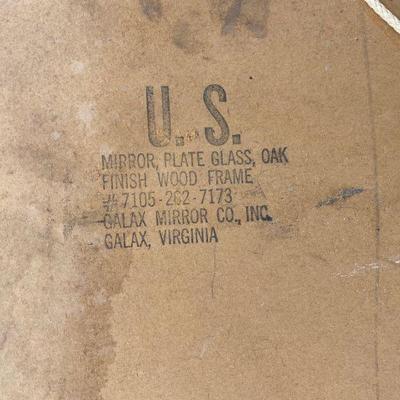 U. S.
MIRROR, PLATE GLASS, OAK
FINISH WOOD FRAME
# 7105-262-7173
GALAX MIRROR CO., INC.
GALAX, VIRGINIA